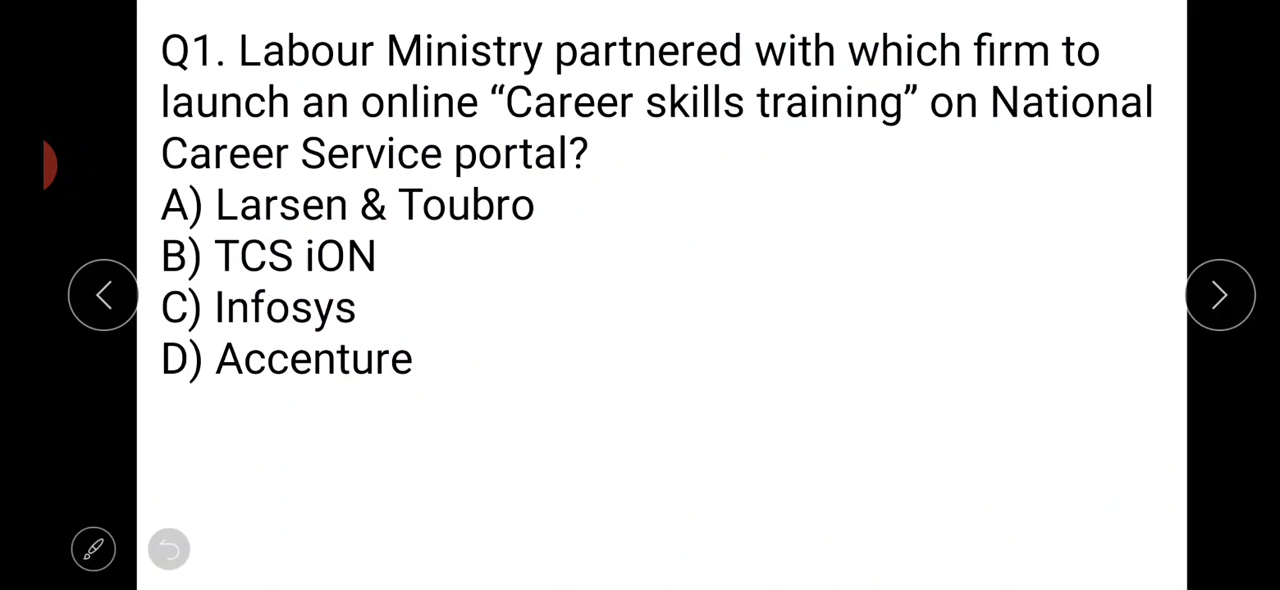 Q1. Labour Ministry partnered with which firm to
launch an online “Career skills training” on National
Career Service portal?
A) Larsen & Toubro
B) TCS iON
C) Infosys
D) Accenture